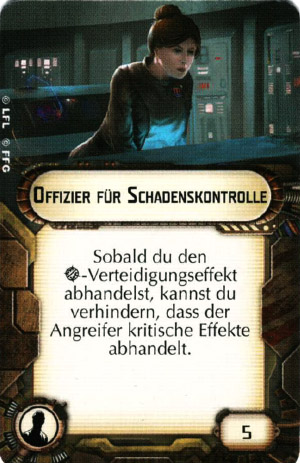 © LFL © FFG
OFFIZIER FÜR SCHADENSKONTROLLE
Sobald du den
-Verteidigungseffekt
abhandelst, kannst du
verhindern, dass der
Angreifer kritische Effekte
abhandelt.
5